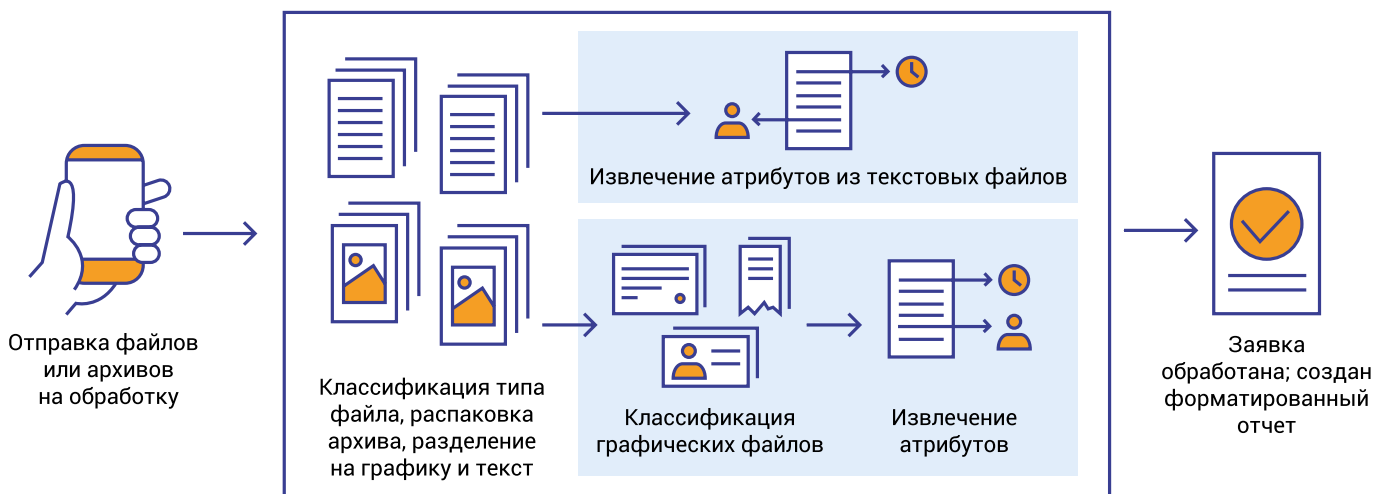 Отправка файлов
или архивов
на обработку
Классификация типа
файла, распаковка
архива, разделение
на графику и текст
Извлечение атрибутов из текстовых файлов
Классификация
графических файлов
Извлечение
атрибутов
Заявка
обработана; создан
форматированный
отчет